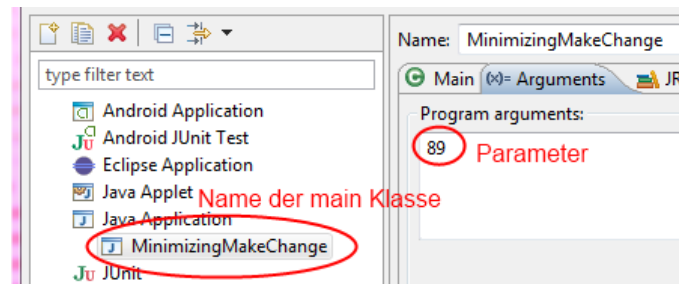 Name: MinimizingMakeChange
type filter text
Main (x)= Arguments JR
Program arguments:
89 Parameter
Android Application
Android JUnit Test
Eclipse Application
Java Applet
Name der main Klasse
Java Application
MinimizingMakeChange
JUnit